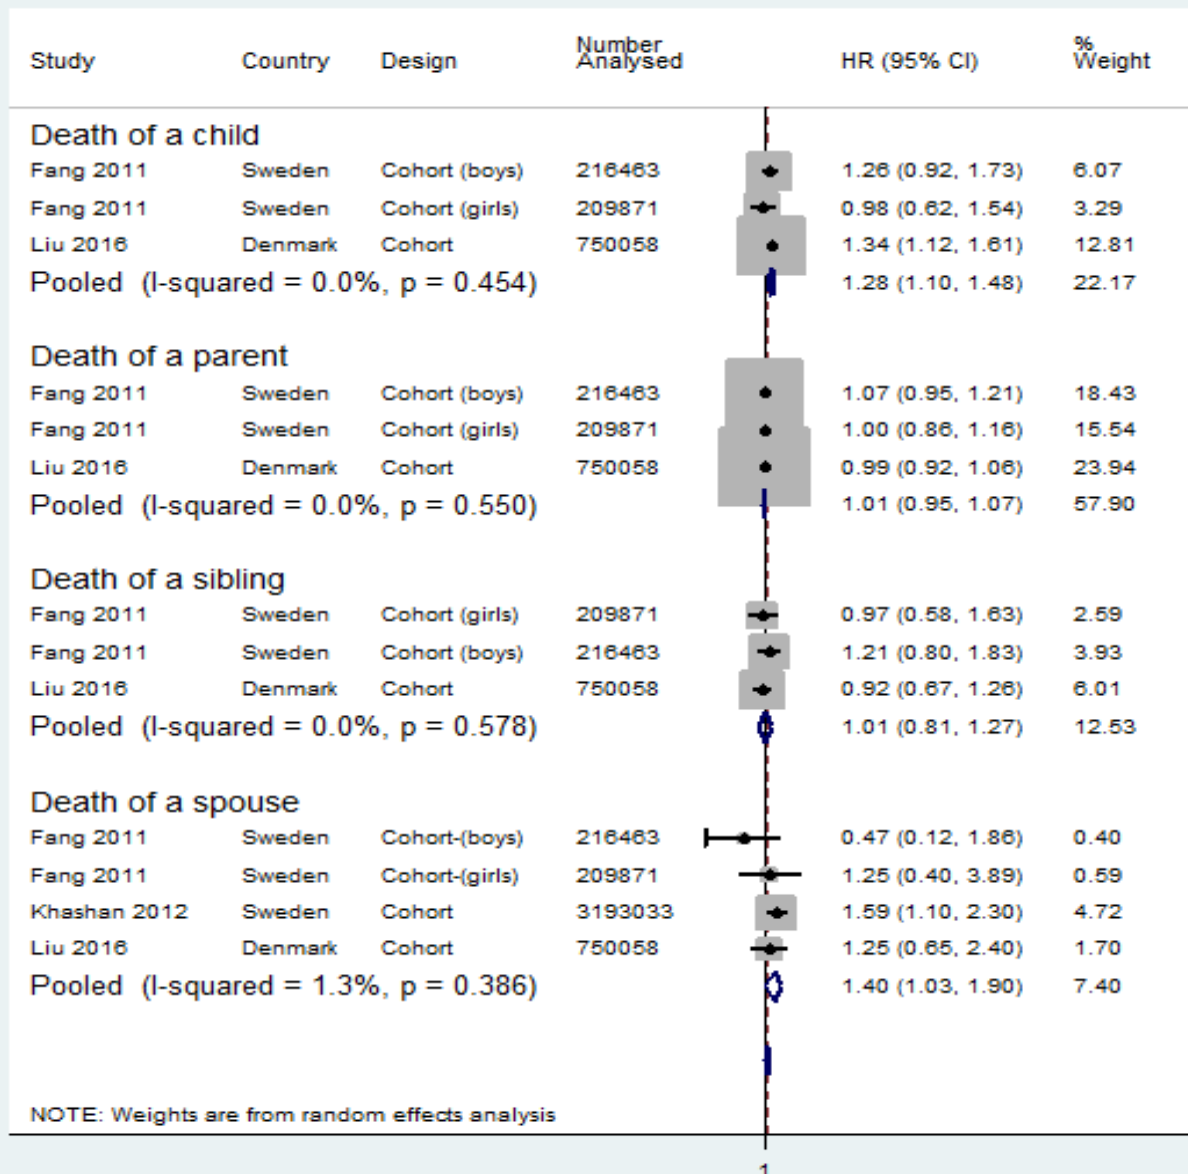 Study Country Design Number Analysed HR (95% CI) % Weight
Death of a child
Fang 2011 Sweden Cohort (boys) 216463 1.26 (0.92, 1.73) 6.07
Fang 2011 Sweden Cohort (girls) 209871 0.98 (0.62, 1.54) 3.29
Liu 2016 Denmark Cohort 750058 1.34 (1.12, 1.61) 12.81
Pooled (I-squared = 0.0%, p = 0.454) 1.28 (1.10, 1.48) 22.17
Death of a parent
Fang 2011 Sweden Cohort (boys) 216463 1.07 (0.95, 1.21) 18.43
Fang 2011 Sweden Cohort (girls) 209871 1.00 (0.86, 1.16) 15.54
Liu 2016 Denmark Cohort 750058 0.99 (0.92, 1.06) 23.94
Pooled (I-squared = 0.0%, p = 0.550) 1.01 (0.95, 1.07) 57.90
Death of a sibling
Fang 2011 Sweden Cohort (girls) 209871 0.97 (0.58, 1.63) 2.59
Fang 2011 Sweden Cohort (boys) 216463 1.21 (0.80, 1.83) 3.93
Liu 2016 Denmark Cohort 750058 0.92 (0.67, 1.26) 6.01
Pooled (I-squared = 0.0%, p = 0.578) 1.01 (0.81, 1.27) 12.53
Death of a spouse
Fang 2011 Sweden Cohort-(boys) 216463 0.47 (0.12, 1.86) 0.40
Fang 2011 Sweden Cohort-(girls) 209871 1.25 (0.40, 3.89) 0.59
Khashan 2012 Sweden Cohort 3193033 1.59 (1.10, 2.30) 4.72
Liu 2016 Denmark Cohort 750058 1.25 (0.65, 2.40) 1.70
Pooled (I-squared = 1.3%, p = 0.386) 1.40 (1.03, 1.90) 7.40
NOTE: Weights are from random effects analysis
1